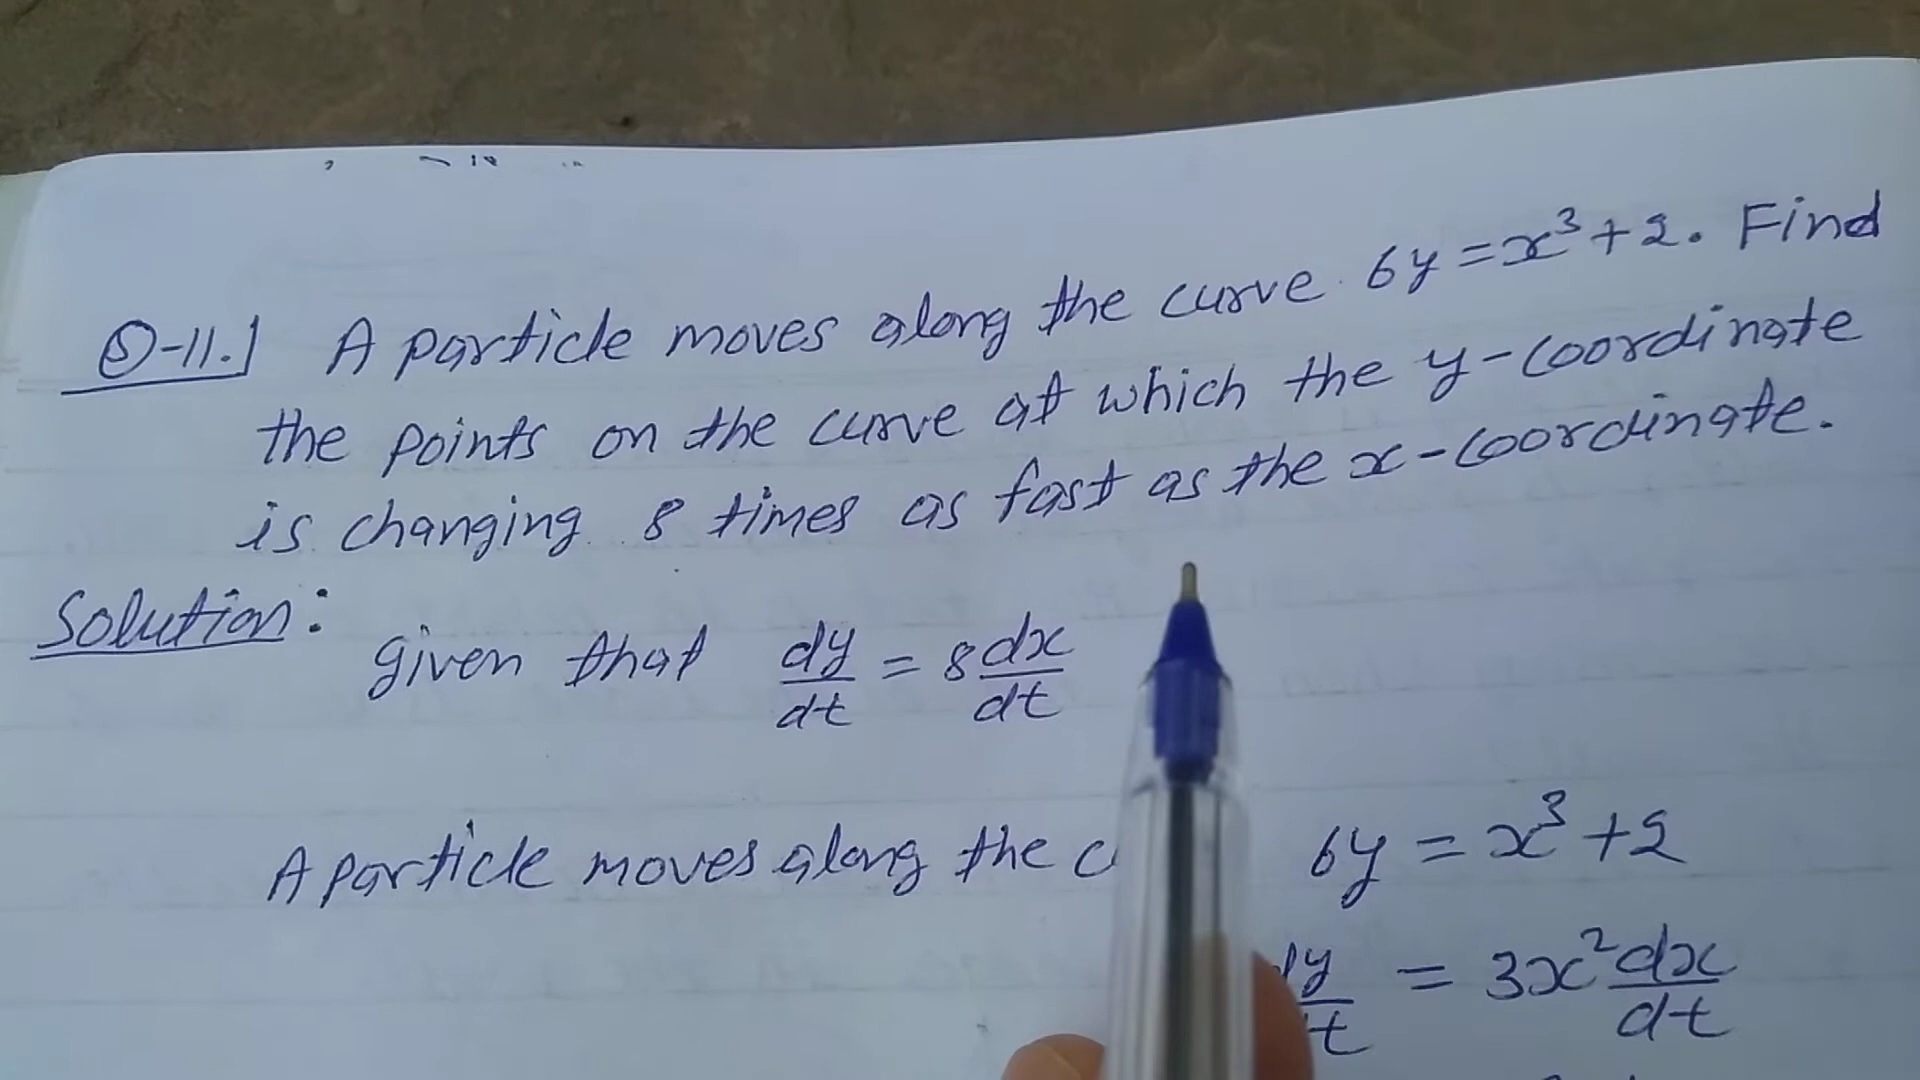 Q-11.] A particle moves along the curve 6y = x³ + 2. Find
the points on the curve at which the y-coordinate
is changing 8 times as fast as the x-coordinate.
Solution:
given that dy/dt = 8 dx/dt
A particle moves along the 6y = x³ + 2
= 3x² dx/dt